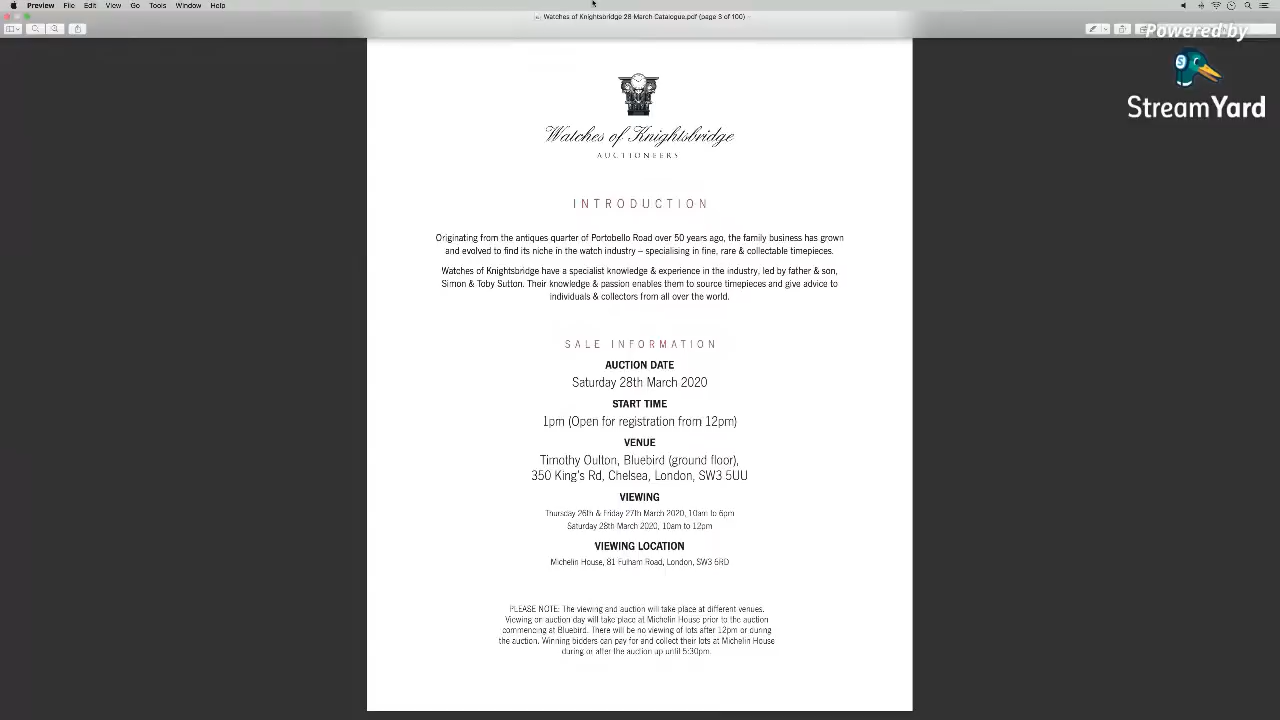 Preview File Edit View Go Tools Window Help
Watches of Knightsbridge 28 March Catalogue.pdf (page 3 of 100)
Powered by
StreamYard
Watches of Knightsbridge
AUCTIONEERS
INTRODUCTION
Originating from the antiques quarter of Portobello Road over 50 years ago, the family business has grown
and evolved to find its niche in the watch industry – specialising in fine, rare & collectable timepieces.
Watches of Knightsbridge have a specialist knowledge & experience in the industry, led by father & son,
Simon & Toby Sutton. Their knowledge & passion enables them to source timepieces and give advice to
individuals & collectors from all over the world.
SALE INFORMATION
AUCTION DATE
Saturday 28th March 2020
START TIME
1pm (Open for registration from 12pm)
VENUE
Timothy Oulton, Bluebird (ground floor),
350 King's Rd, Chelsea, London, SW3 5UU
VIEWING
Thursday 26th & Friday 27th March 2020, 10am to 6pm
Saturday 28th March 2020, 10am to 12pm
VIEWING LOCATION
Michelin House, 81 Fulham Road, London, SW3 6RD
PLEASE NOTE: The viewing and auction will take place at different venues.
Viewing on auction day will take place at Michelin House prior to the auction
commencing at Bluebird. There will be no viewing of lots after 12pm or during
the auction. Winning bidders can pay for and collect their lots at Michelin House
during or after the auction up until 5:30pm.